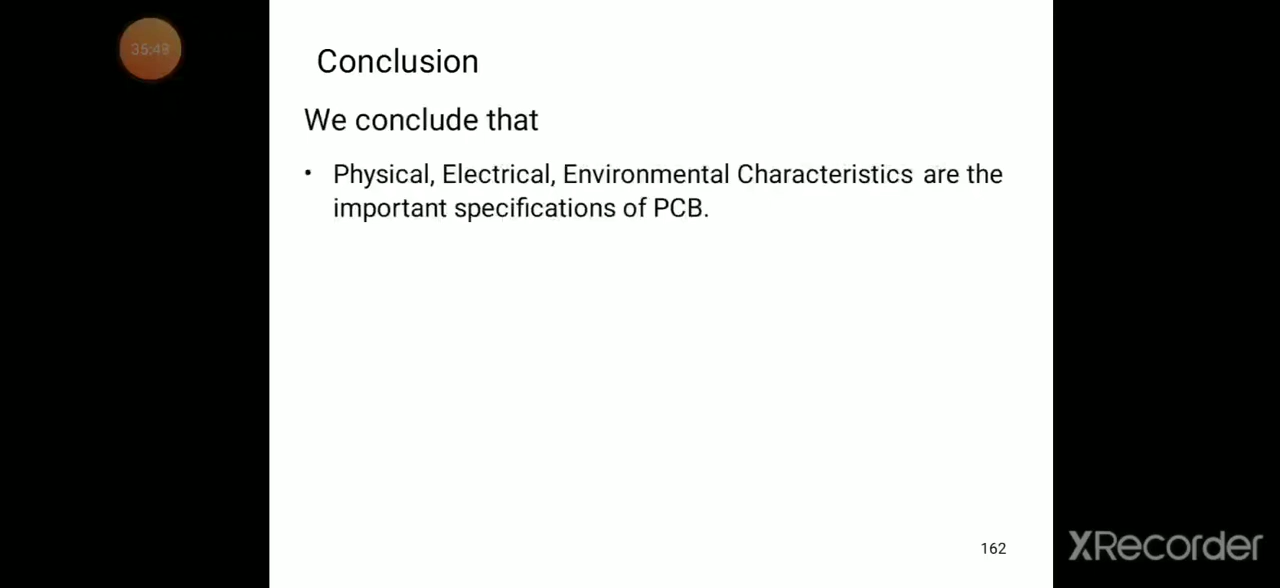 35:48
Conclusion
We conclude that
• Physical, Electrical, Environmental Characteristics are the
important specifications of PCB.
162
XRecorder